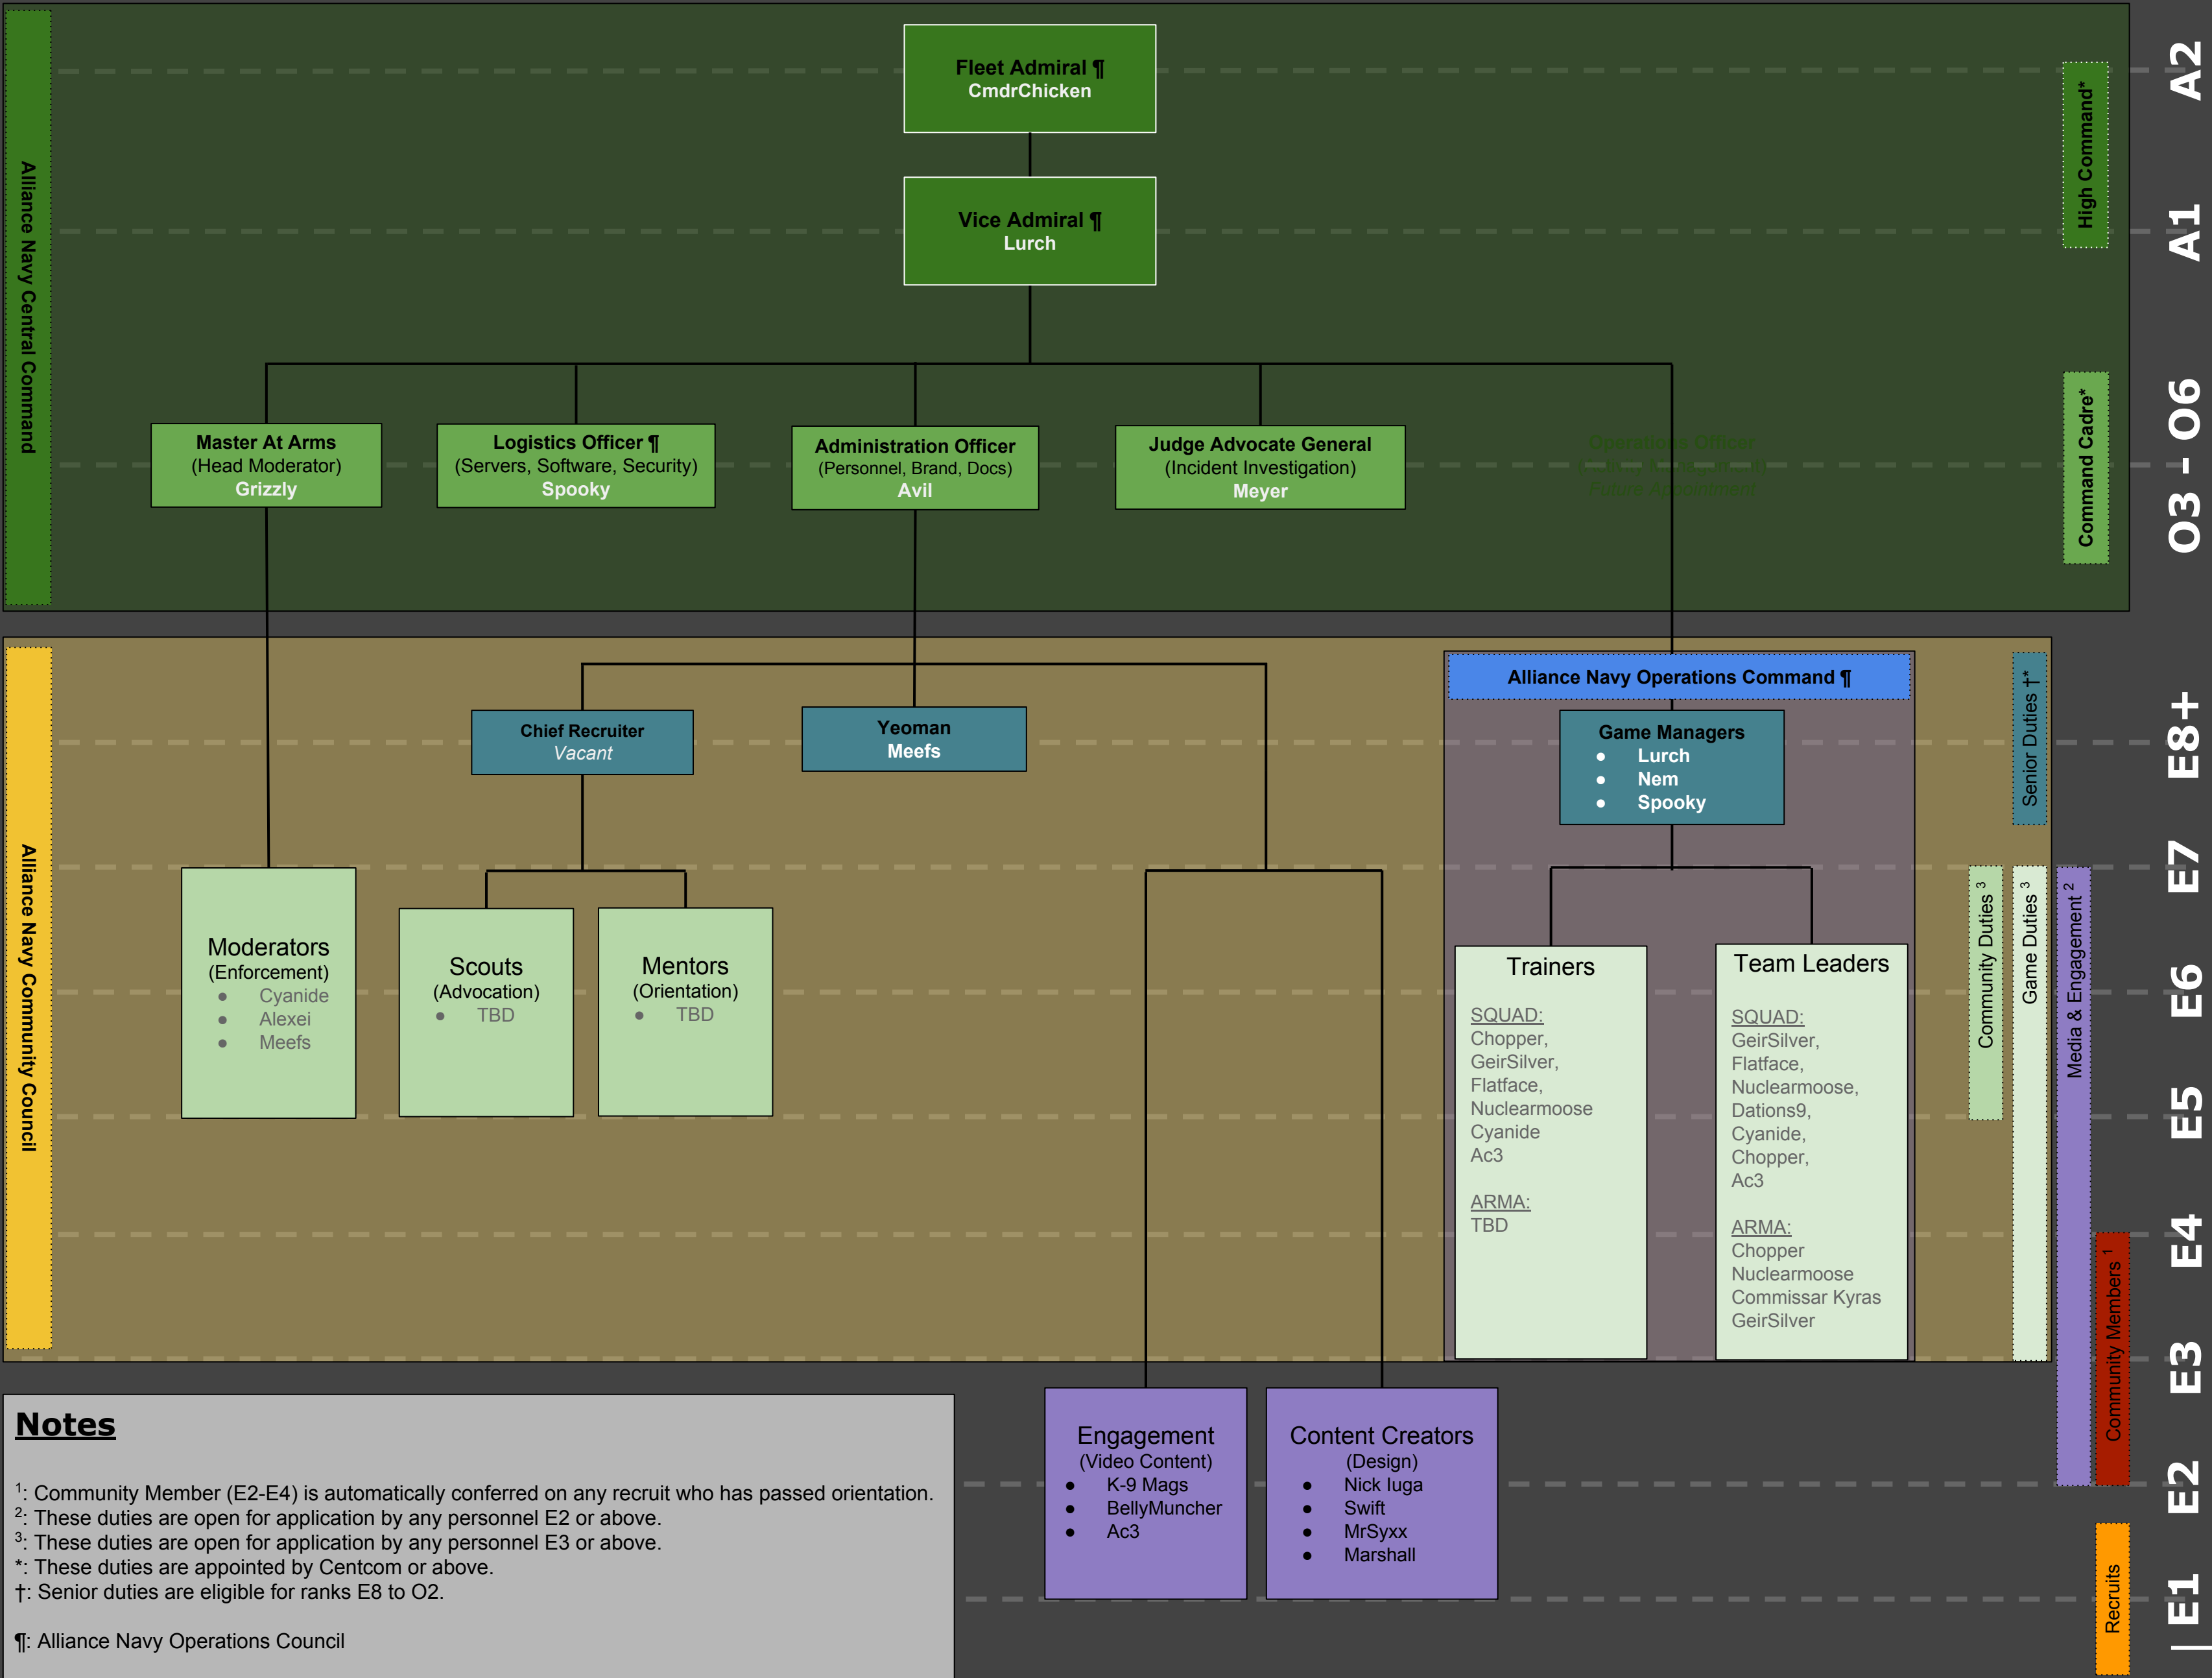 Fleet Admiral ¶
CmdrChicken
A2
High Command*
Alliance Navy Central Command
Vice Admiral ¶
Lurch
A1
Master At Arms
(Head Moderator)
Grizzly
Logistics Officer ¶
(Servers, Software, Security)
Spooky
Administration Officer
(Personnel, Brand, Docs)
Avil
Judge Advocate General
(Incident Investigation)
Meyer
Operations Officer
Future Appointment
Command Cadre*
O3 - O6
Alliance Navy Community Council
Chief Recruiter
Vacant
Yeoman
Meefs
Alliance Navy Operations Command ¶
Game Managers
● Lurch
● Nem
● Spooky
Senior Duties †*
E8+
E7
Moderators
(Enforcement)
● Cyanide
● Alexei
● Meefs
Scouts
(Advocation)
● TBD
Mentors
(Orientation)
● TBD
Trainers
SQUAD:
Chopper,
GeirSilver,
Flatface,
Nuclearmoose
Cyanide
Ac3
ARMA:
TBD
Team Leaders
SQUAD:
GeirSilver,
Flatface,
Nuclearmoose,
Dations9,
Cyanide,
Chopper,
Ac3
ARMA:
Chopper
Nuclearmoose
Commissar Kyras
GeirSilver
Community Duties ³
Game Duties ³
Media & Engagement ²
Community Members ¹
E6
E5
E4
E3
Engagement
(Video Content)
● K-9 Mags
● BellyMuncher
● Ac3
Content Creators
(Design)
● Nick Iuga
● Swift
● MrSyxx
● Marshall
E2
Recruits
| E1
Notes
¹: Community Member (E2-E4) is automatically conferred on any recruit who has passed orientation.
²: These duties are open for application by any personnel E2 or above.
³: These duties are open for application by any personnel E3 or above.
*: These duties are appointed by Centcom or above.
†: Senior duties are eligible for ranks E8 to O2.
¶: Alliance Navy Operations Council